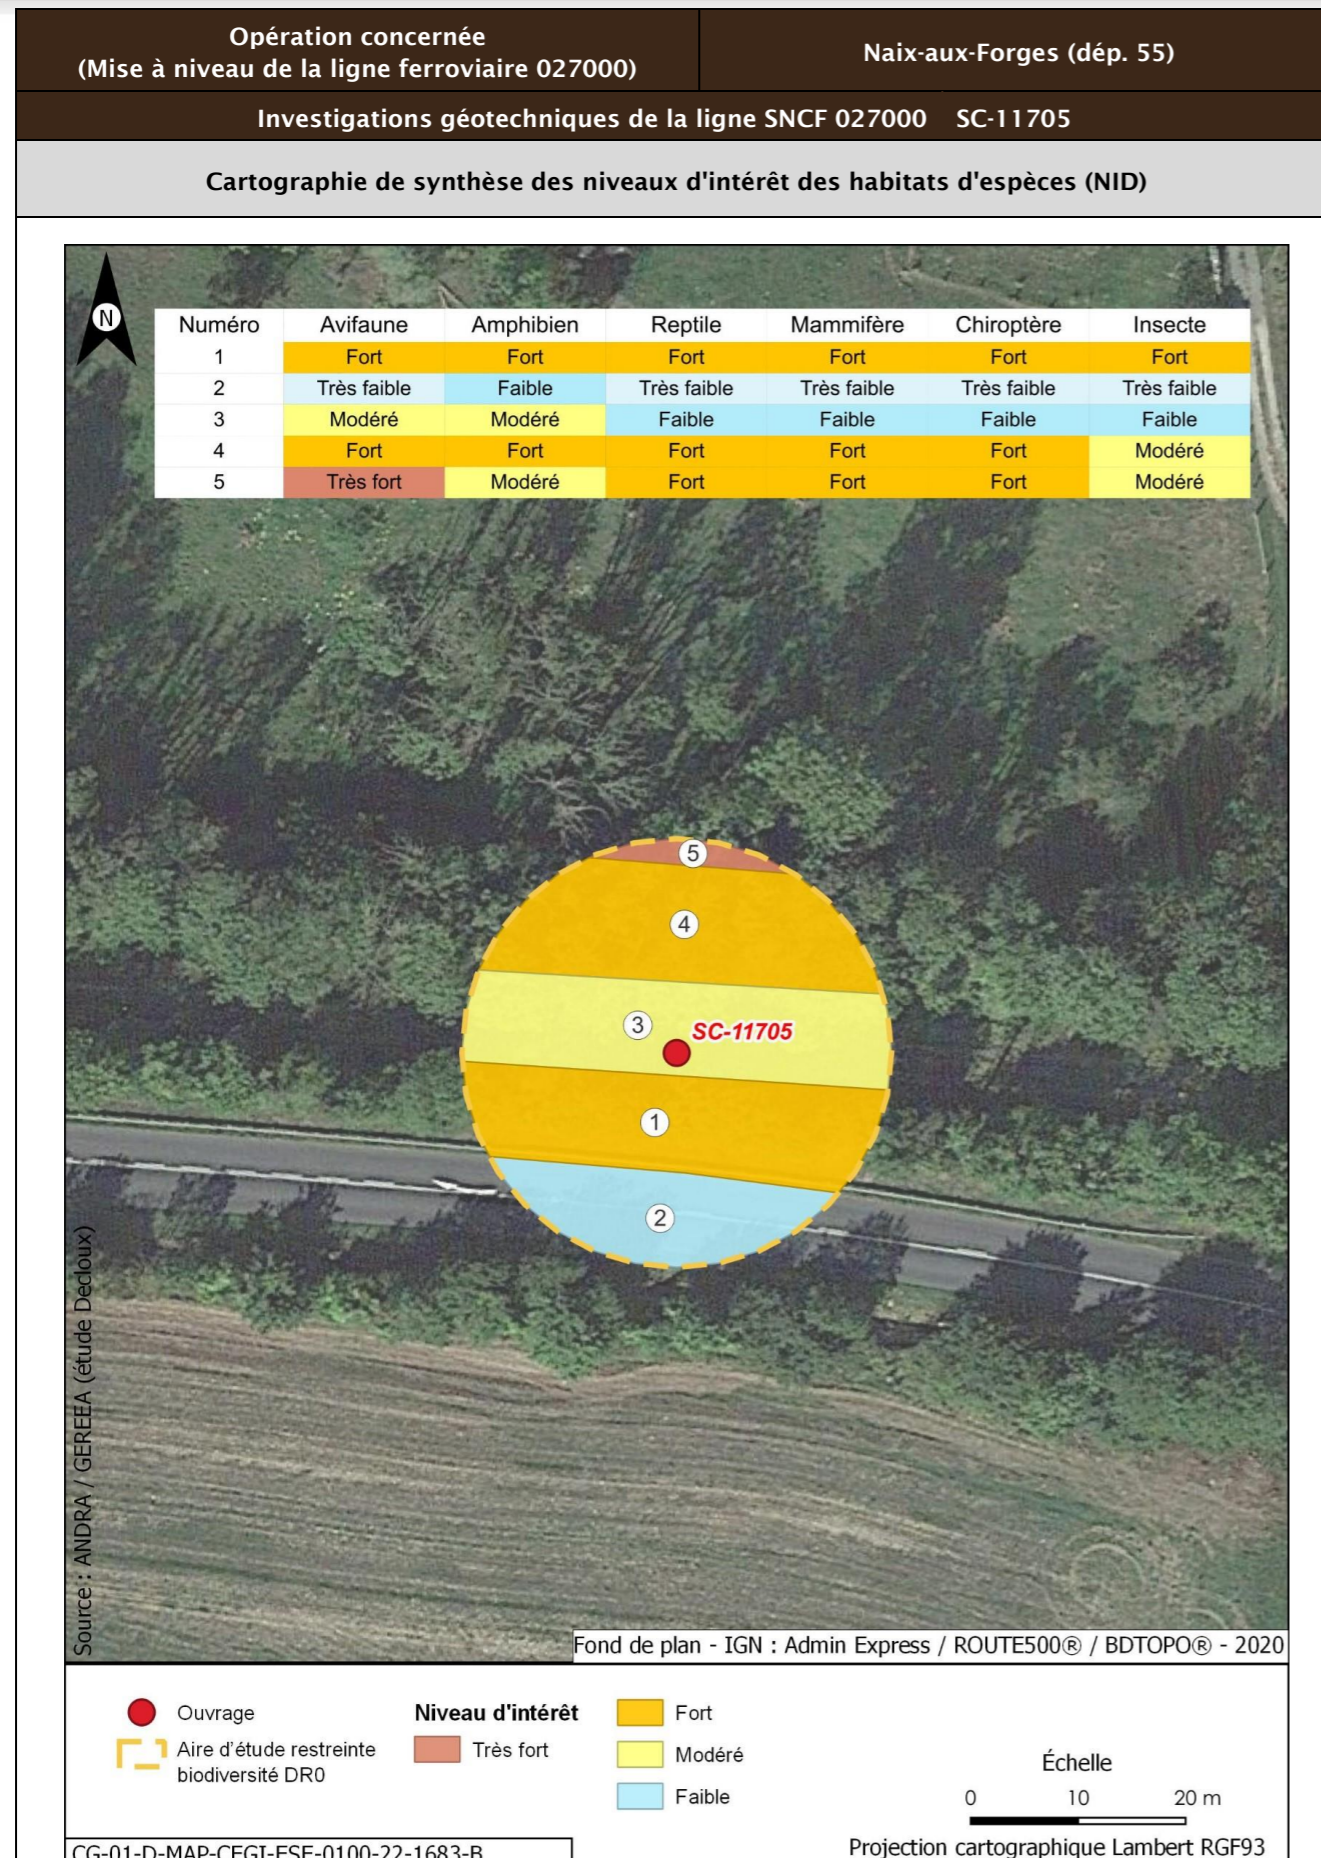 Opération concernée
(Mise à niveau de la ligne ferroviaire 027000)
Naix-aux-Forges (dép. 55)
Investigations géotechniques de la ligne SNCF 027000 SC-11705
Cartographie de synthèse des niveaux d'intérêt des habitats d'espèces (NID)
N
Numéro Avifaune Amphibien Reptile Mammifère Chiroptère Insecte
1 Fort Fort Fort Fort Fort Fort
2 Très faible Faible Très faible Très faible Très faible Très faible
3 Modéré Modéré Faible Faible Faible Faible
4 Fort Fort Fort Fort Fort Modéré
5 Très fort Modéré Fort Fort Fort Modéré
5
4
3
SC-11705
1
2
Source : ANDRA / GEREEA (étude Decloux)
Fond de plan - IGN : Admin Express / ROUTE500® / BDTOPO® - 2020
Ouvrage
Aire d'étude restreinte
biodiversité DR0
Niveau d'intérêt
Très fort
Fort
Modéré
Faible
Échelle
0 10 20 m
Projection cartographique Lambert RGF93
CG-01-D-MAP-CEGI-ESE-0100-22-1683-B